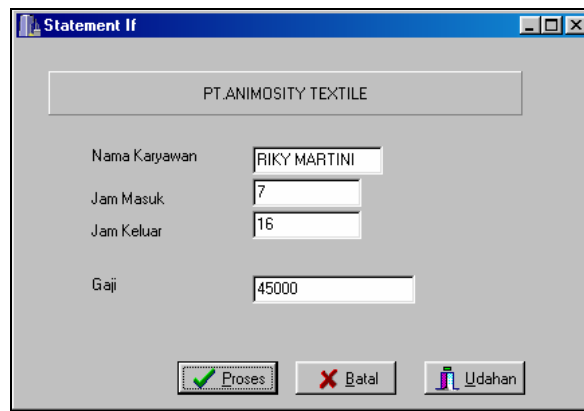 Statement If
PT.ANIMOSITY TEXTILE
Nama Karyawan RIKY MARTINI
Jam Masuk 7
Jam Keluar 16
Gaji 45000
Proses Batal Udahan